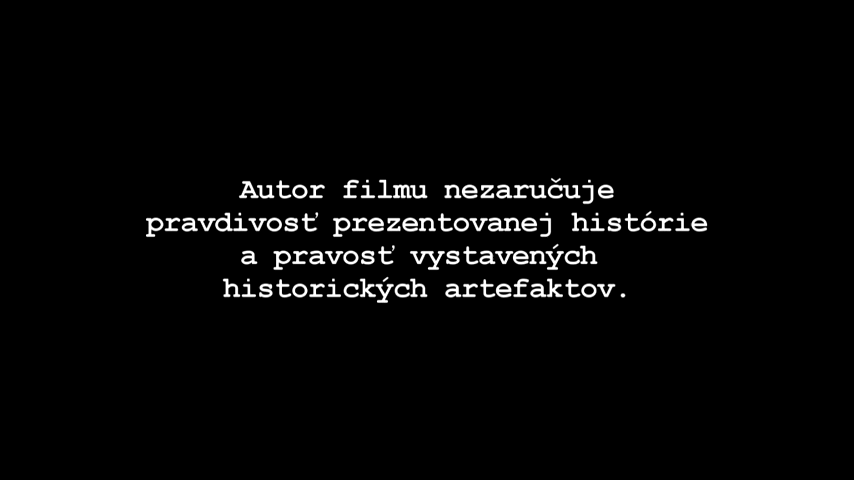 Autor filmu nezaručuje
pravdivosť prezentovanej histórie
a pravosť vystavených
historických artefaktov.